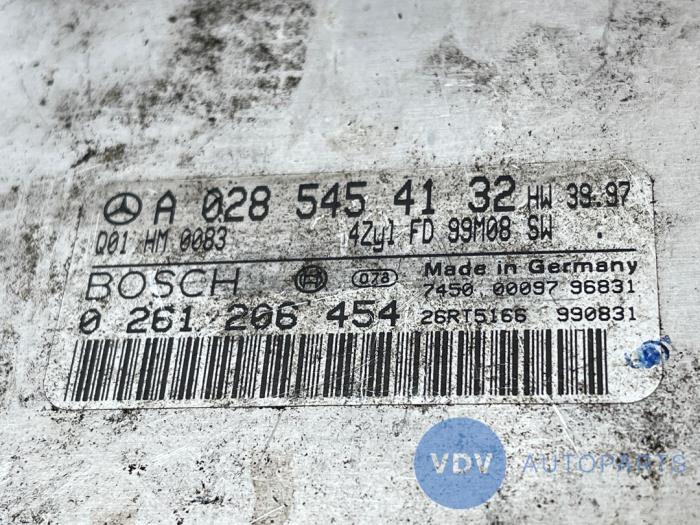 A 028 545 41 32 HW 39.97
Q01 HM 0083 4Zyl FD 99M08 SW .
BOSCH 078 Made in Germany
7450 00097 96831
0 261 206 454 26RT5166 990831
VDV AUTOPARTS